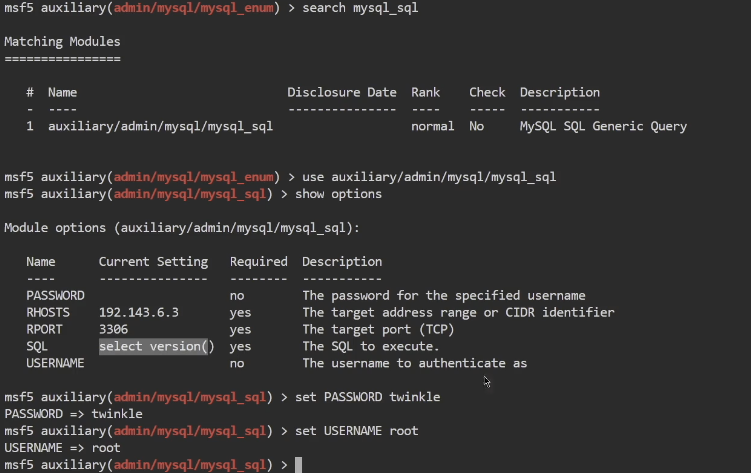 msf5 auxiliary(admin/mysql/mysql_enum) > search mysql_sql
Matching Modules
================
#  Name                                Disclosure Date  Rank    Check  Description
-  ----                                ---------------  ----    -----  -----------
1  auxiliary/admin/mysql/mysql_sql                      normal  No     MySQL SQL Generic Query
msf5 auxiliary(admin/mysql/mysql_enum) > use auxiliary/admin/mysql/mysql_sql
msf5 auxiliary(admin/mysql/mysql_sql) > show options
Module options (auxiliary/admin/mysql/mysql_sql):
Name      Current Setting   Required  Description
----      ---------------   --------  -----------
PASSWORD                    no        The password for the specified username
RHOSTS    192.143.6.3       yes       The target address range or CIDR identifier
RPORT     3306              yes       The target port (TCP)
SQL       select version()  yes       The SQL to execute.
USERNAME                    no        The username to authenticate as
msf5 auxiliary(admin/mysql/mysql_sql) > set PASSWORD twinkle
PASSWORD => twinkle
msf5 auxiliary(admin/mysql/mysql_sql) > set USERNAME root
USERNAME => root
msf5 auxiliary(admin/mysql/mysql_sql) >